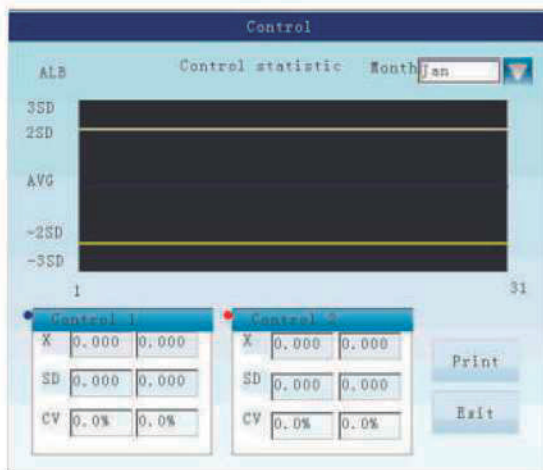 Control
ALB Control statistic Month Jan
3SD
2SD
AVG
-2SD
-3SD
1 31
Control 1 Control 2
X 0.000 0.000 X 0.000 0.000
SD 0.000 0.000 SD 0.000 0.000
CV 0.0% 0.0% CV 0.0% 0.0%
Print
Exit